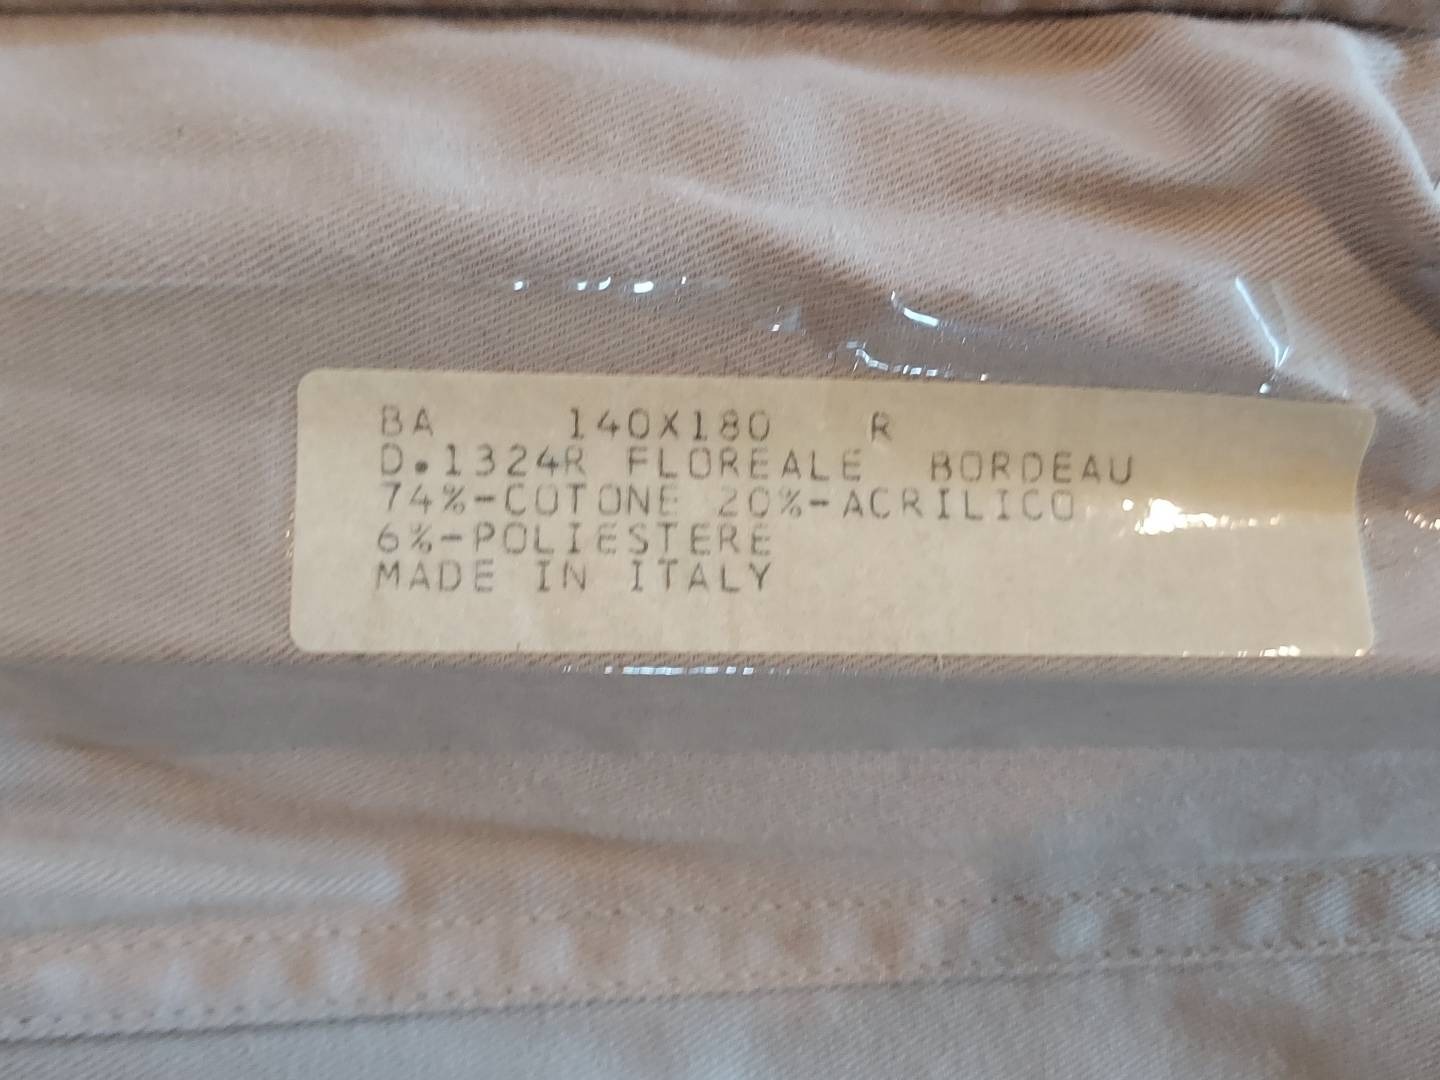 BA 140X180 R
D.1324R FLOREALE BORDEAU
74%-COTONE 20%-ACRILICO
6%-POLIESTERE
MADE IN ITALY